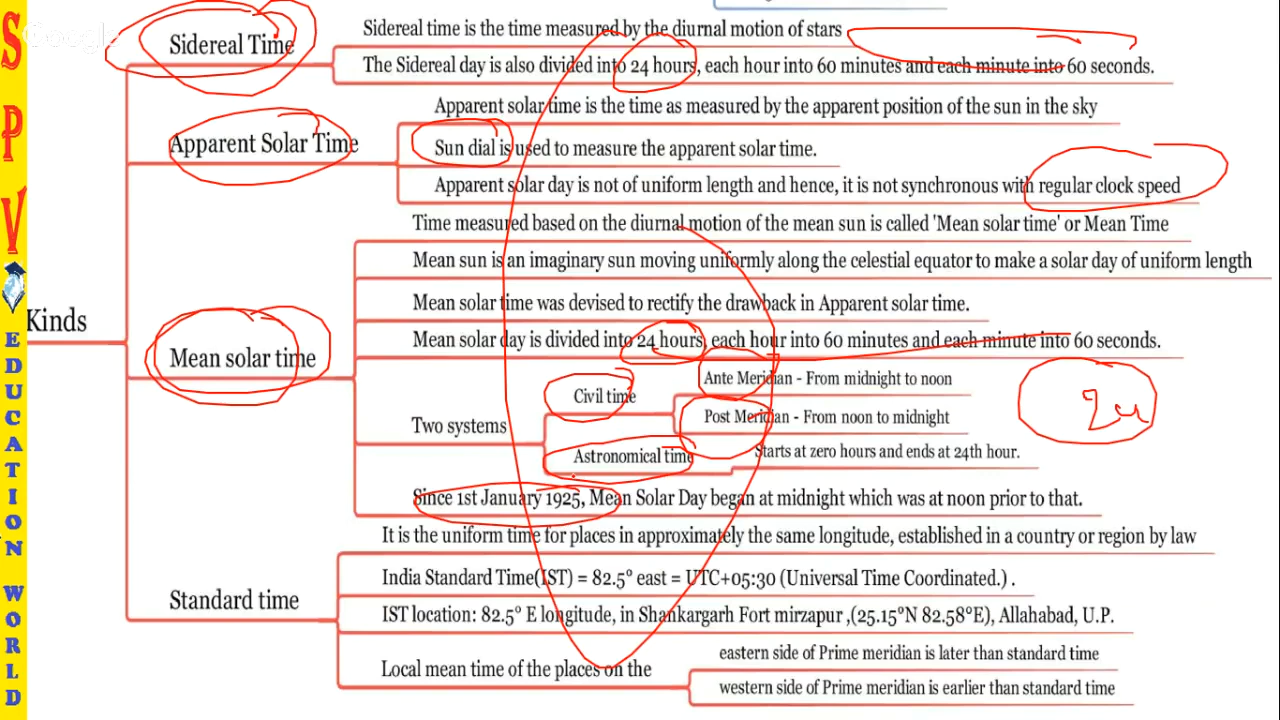 SPV EDUCATION WORLD
Google
Kinds
Sidereal Time
Sidereal time is the time measured by the diurnal motion of stars
The Sidereal day is also divided into 24 hours, each hour into 60 minutes and each minute into 60 seconds.
Apparent Solar Time
Apparent solar time is the time as measured by the apparent position of the sun in the sky
Sun dial is used to measure the apparent solar time.
Apparent solar day is not of uniform length and hence, it is not synchronous with regular clock speed
Mean solar time
Time measured based on the diurnal motion of the mean sun is called 'Mean solar time' or Mean Time
Mean sun is an imaginary sun moving uniformly along the celestial equator to make a solar day of uniform length
Mean solar time was devised to rectify the drawback in Apparent solar time.
Mean solar day is divided into 24 hours, each hour into 60 minutes and each minute into 60 seconds.
Two systems
Civil time
Ante Meridian - From midnight to noon
Post Meridian - From noon to midnight
Astronomical time
Starts at zero hours and ends at 24th hour.
Since 1st January 1925, Mean Solar Day began at midnight which was at noon prior to that.
Standard time
It is the uniform time for places in approximately the same longitude, established in a country or region by law
India Standard Time(IST) = 82.5° east = UTC+05:30 (Universal Time Coordinated.) .
IST location: 82.5° E longitude, in Shankargarh Fort mirzapur ,(25.15°N 82.58°E), Allahabad, U.P.
Local mean time of the places on the
eastern side of Prime meridian is later than standard time
western side of Prime meridian is earlier than standard time